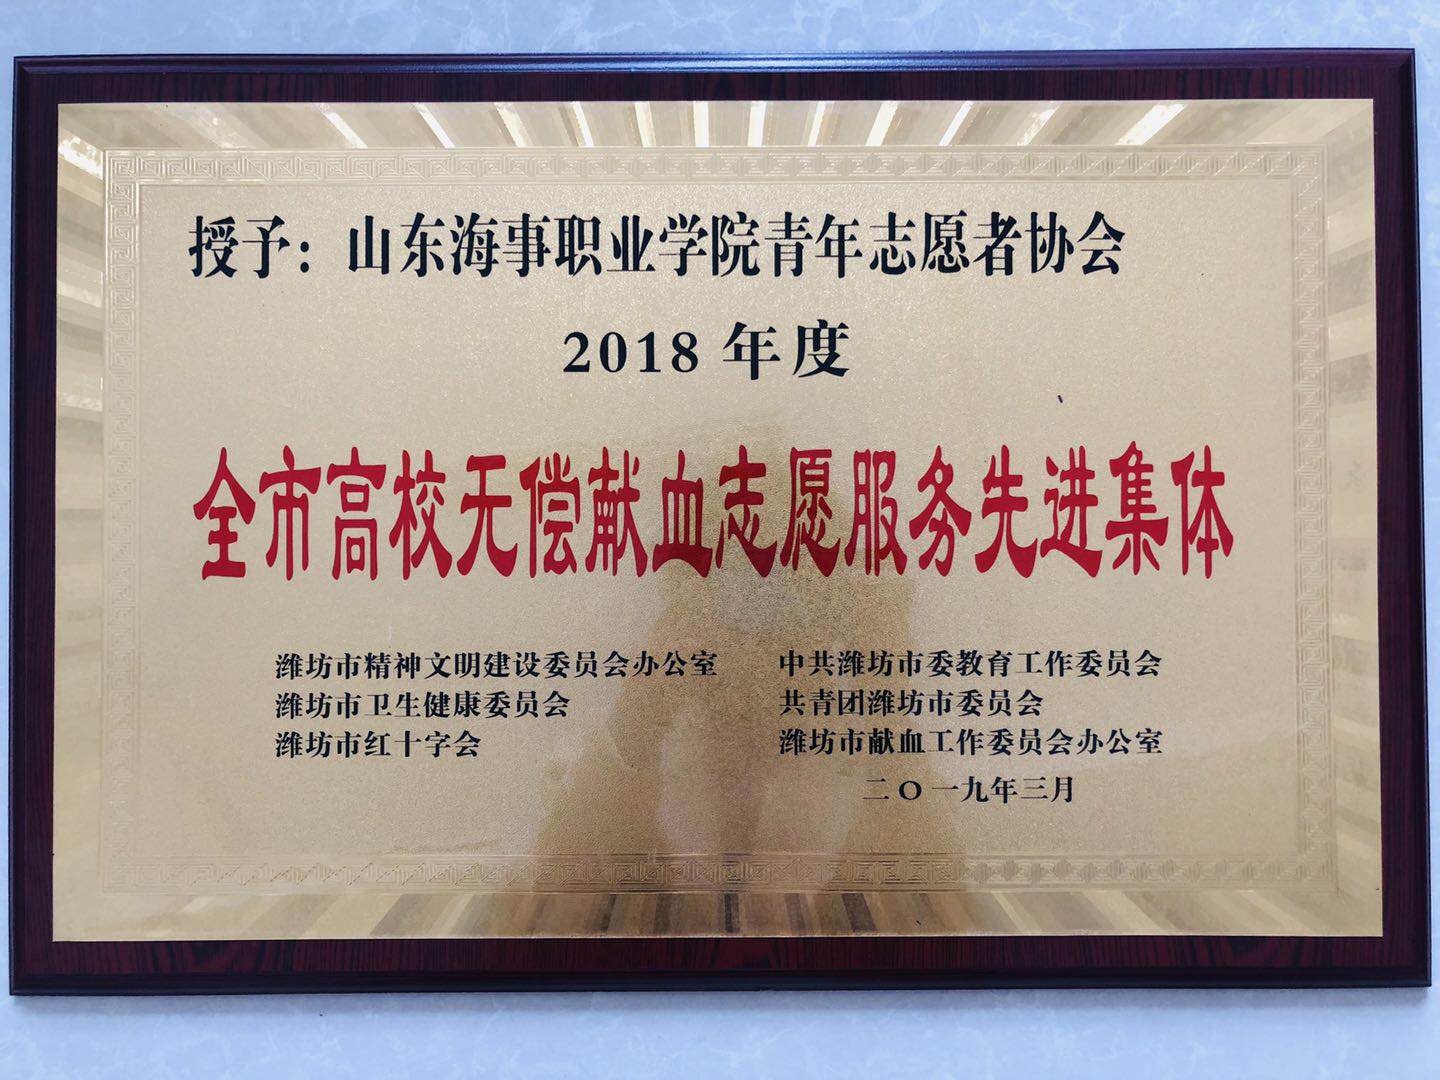 授予：山东海事职业学院青年志愿者协会
2018 年度
全市高校无偿献血志愿服务先进集体
潍坊市精神文明建设委员会办公室
潍坊市卫生健康委员会
潍坊市红十字会
中共潍坊市委教育工作委员会
共青团潍坊市委员会
潍坊市献血工作委员会办公室
二〇一九年三月